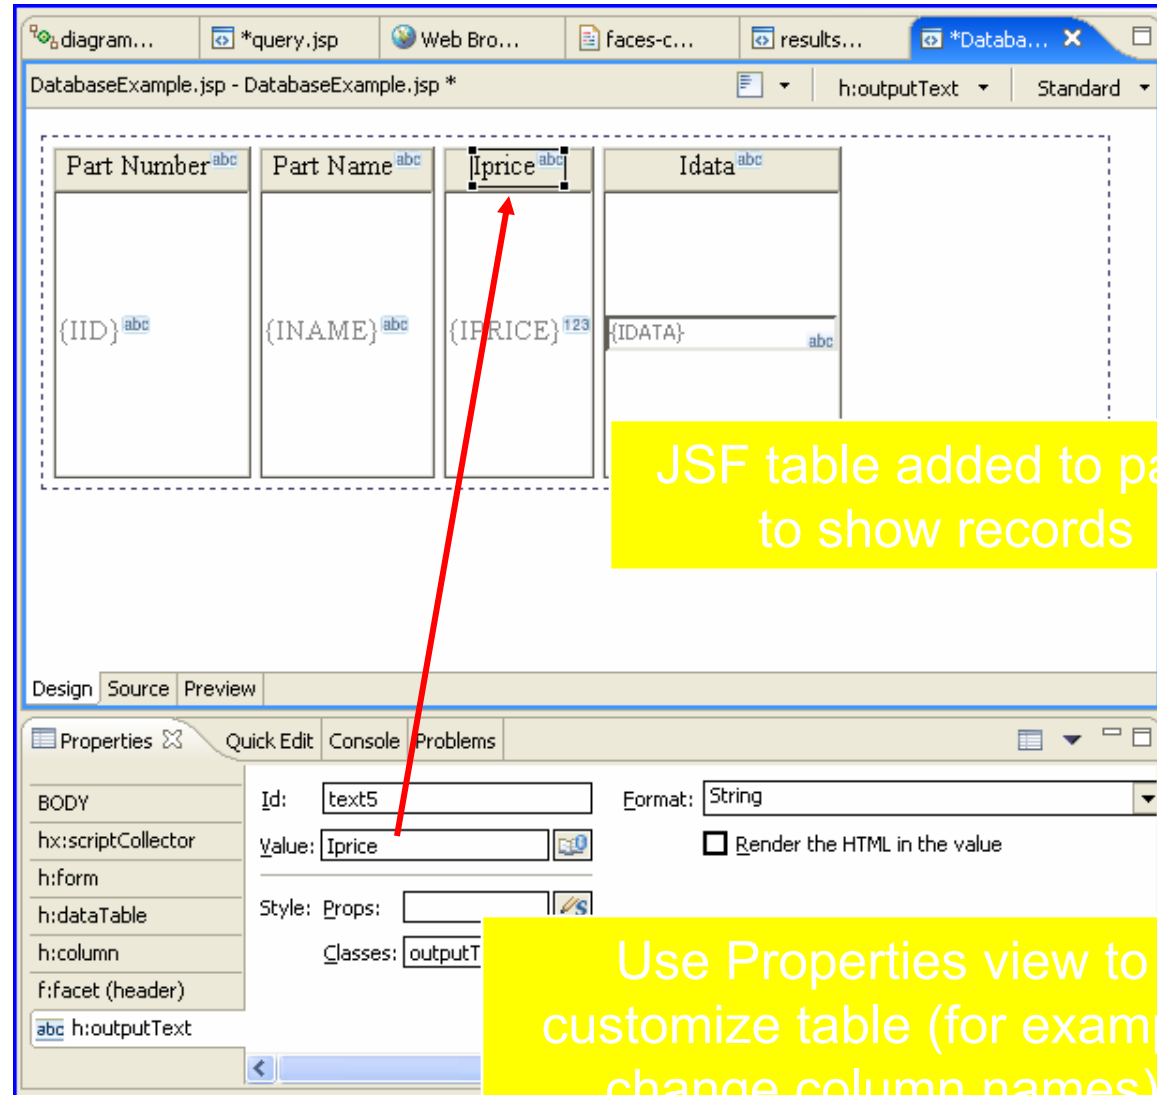 diagram... *query.jsp Web Bro... faces-c... results... *Databa...
DatabaseExample.jsp - DatabaseExample.jsp * h:outputText Standard
Part Number abc Part Name abc Iprice abc Idata abc
{IID} abc {INAME} abc {IPRICE} 123 {IDATA} abc
JSF table added to pa
to show records
Design Source Preview
Properties Quick Edit Console Problems
BODY
hx:scriptCollector
h:form
h:dataTable
h:column
f:facet (header)
abc h:outputText
Id: text5 Format: String
Value: Iprice Render the HTML in the value
Style: Props:
Classes: outputT
Use Properties view to
customize table (for examp
change column names)